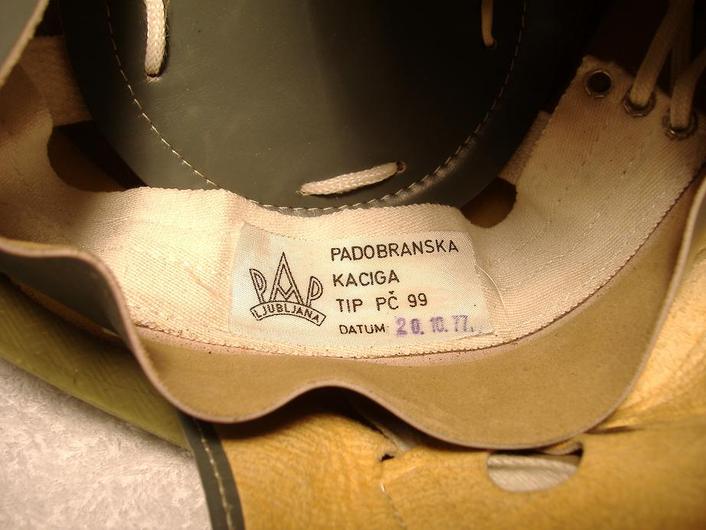 PAP
LJUBLJANA
PADOBRANSKA
KACIGA
TIP PČ 99
DATUM 20.10.77.